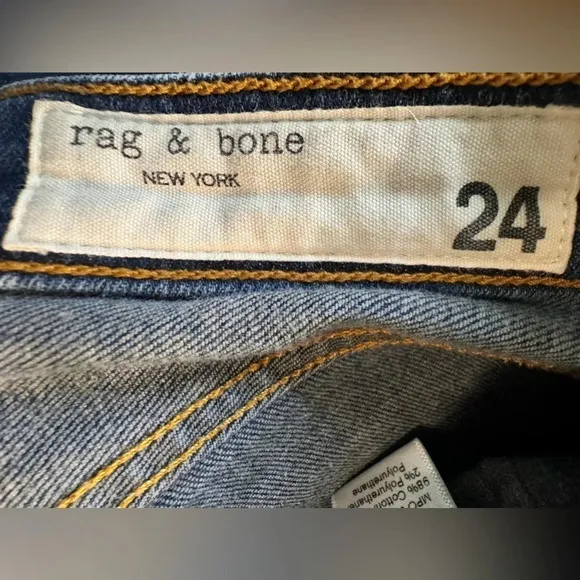 rag & bone
NEW YORK
24
98% Cotton
2% Polyurethane